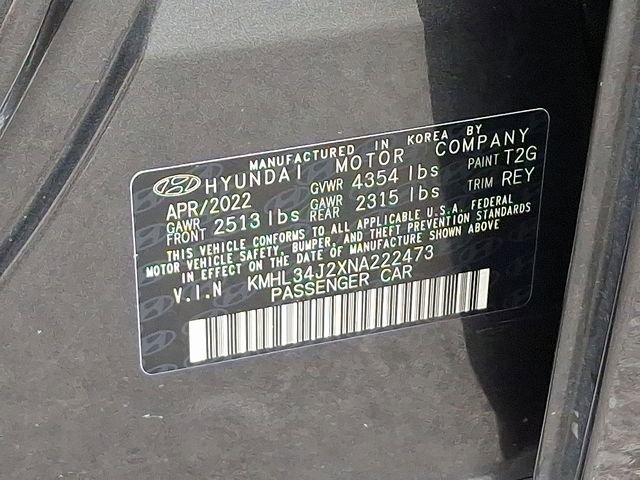 MANUFACTURED IN KOREA BY
HYUNDAI MOTOR COMPANY
APR/2022 GVWR 4354 lbs PAINT T2G
GAWR FRONT 2513 lbs GAWR REAR 2315 lbs TRIM REY
THIS VEHICLE CONFORMS TO ALL APPLICABLE U.S.A. FEDERAL
MOTOR VEHICLE SAFETY, BUMPER, AND THEFT PREVENTION STANDARDS
IN EFFECT ON THE DATE OF MANUFACTURE SHOWN ABOVE
V.I.N KMHL34J2XNA222473
PASSENGER CAR